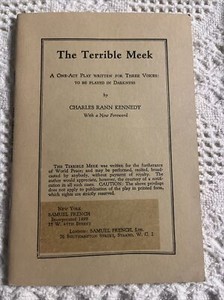 The Terrible Meek
A One-Act Play written for Three Voices:
to be played in Darkness
by
CHARLES RANN KENNEDY
With a New Foreword
The Terrible Meek was written for the furtherance
of World Peace; and may be performed, recited, broad-
casted by anybody, without payment of royalty. The
author would appreciate, however, the courtesy of a notifi-
cation in all such cases. CAUTION: The above privilege
does not apply to publication of the play in printed form,
which rights are strictly reserved.
New York
SAMUEL FRENCH
Incorporated 1898
25 W. 45th Street
London: SAMUEL FRENCH, Ltd.
26 Southampton Street, Strand, W. C. 2